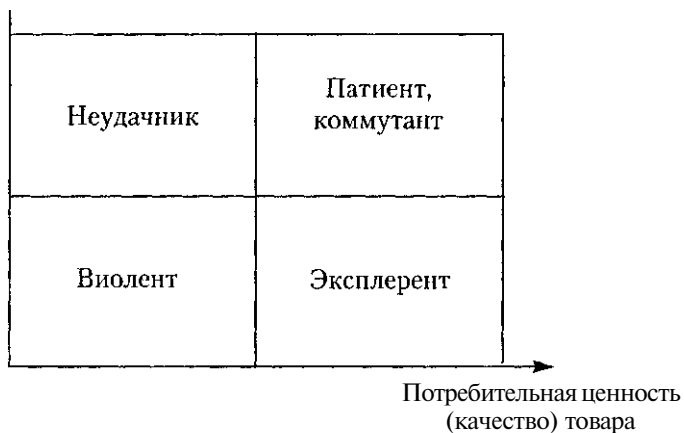 Неудачник
Патиент,
коммутант
Виолент
Эксплерент
Потребительная ценность
(качество) товара